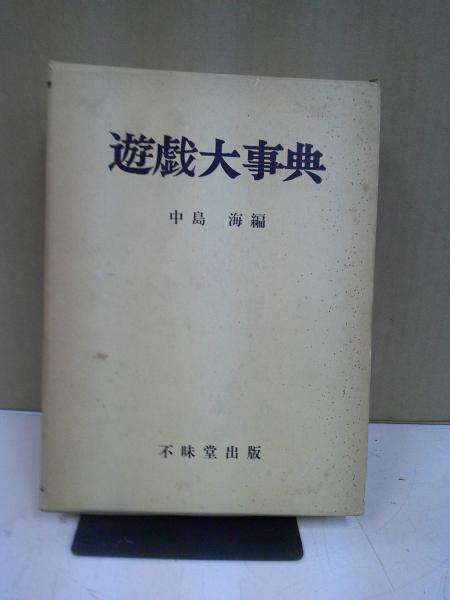 遊戯大事典
中島 海編
不昧堂出版